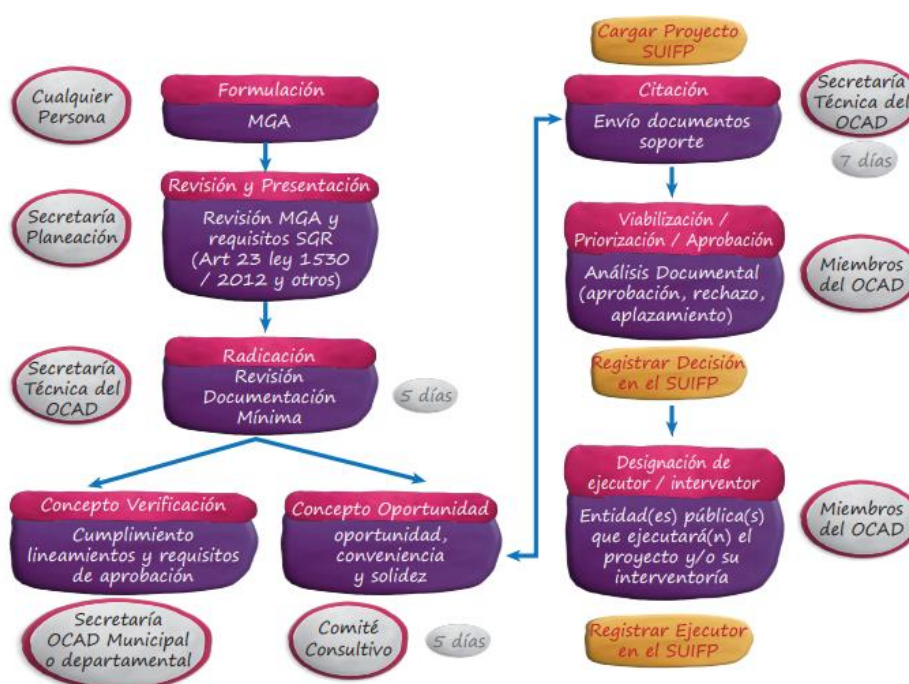 Cualquier
Persona
Formulación
MGA
Secretaría
Planeación
Revisión y Presentación
Revisión MGA y
requisitos SGR
(Art 23 ley 1530
/ 2012 y otros)
Secretaría
Técnica del
OCAD
Radicación
Revisión
Documentación
Mínima
5 días
Concepto Verificación
Cumplimiento
lineamientos y requisitos
de aprobación
Secretaría
OCAD Municipal
o departamental
Concepto Oportunidad
oportunidad,
conveniencia
y solidez
Comité
Consultivo
5 días
Cargar Proyecto
SUIFP
Citación
Envío documentos
soporte
Secretaría
Técnica del
OCAD
7 días
Viabilización /
Priorización / Aprobación
Análisis Documental
(aprobación, rechazo,
aplazamiento)
Miembros
del OCAD
Registrar Decisión
en el SUIFP
Designación de
ejecutor / interventor
Entidad(es) pública(s)
que ejecutará(n) el
proyecto y/o su
interventoría
Miembros
del OCAD
Registrar Ejecutor
en el SUIFP